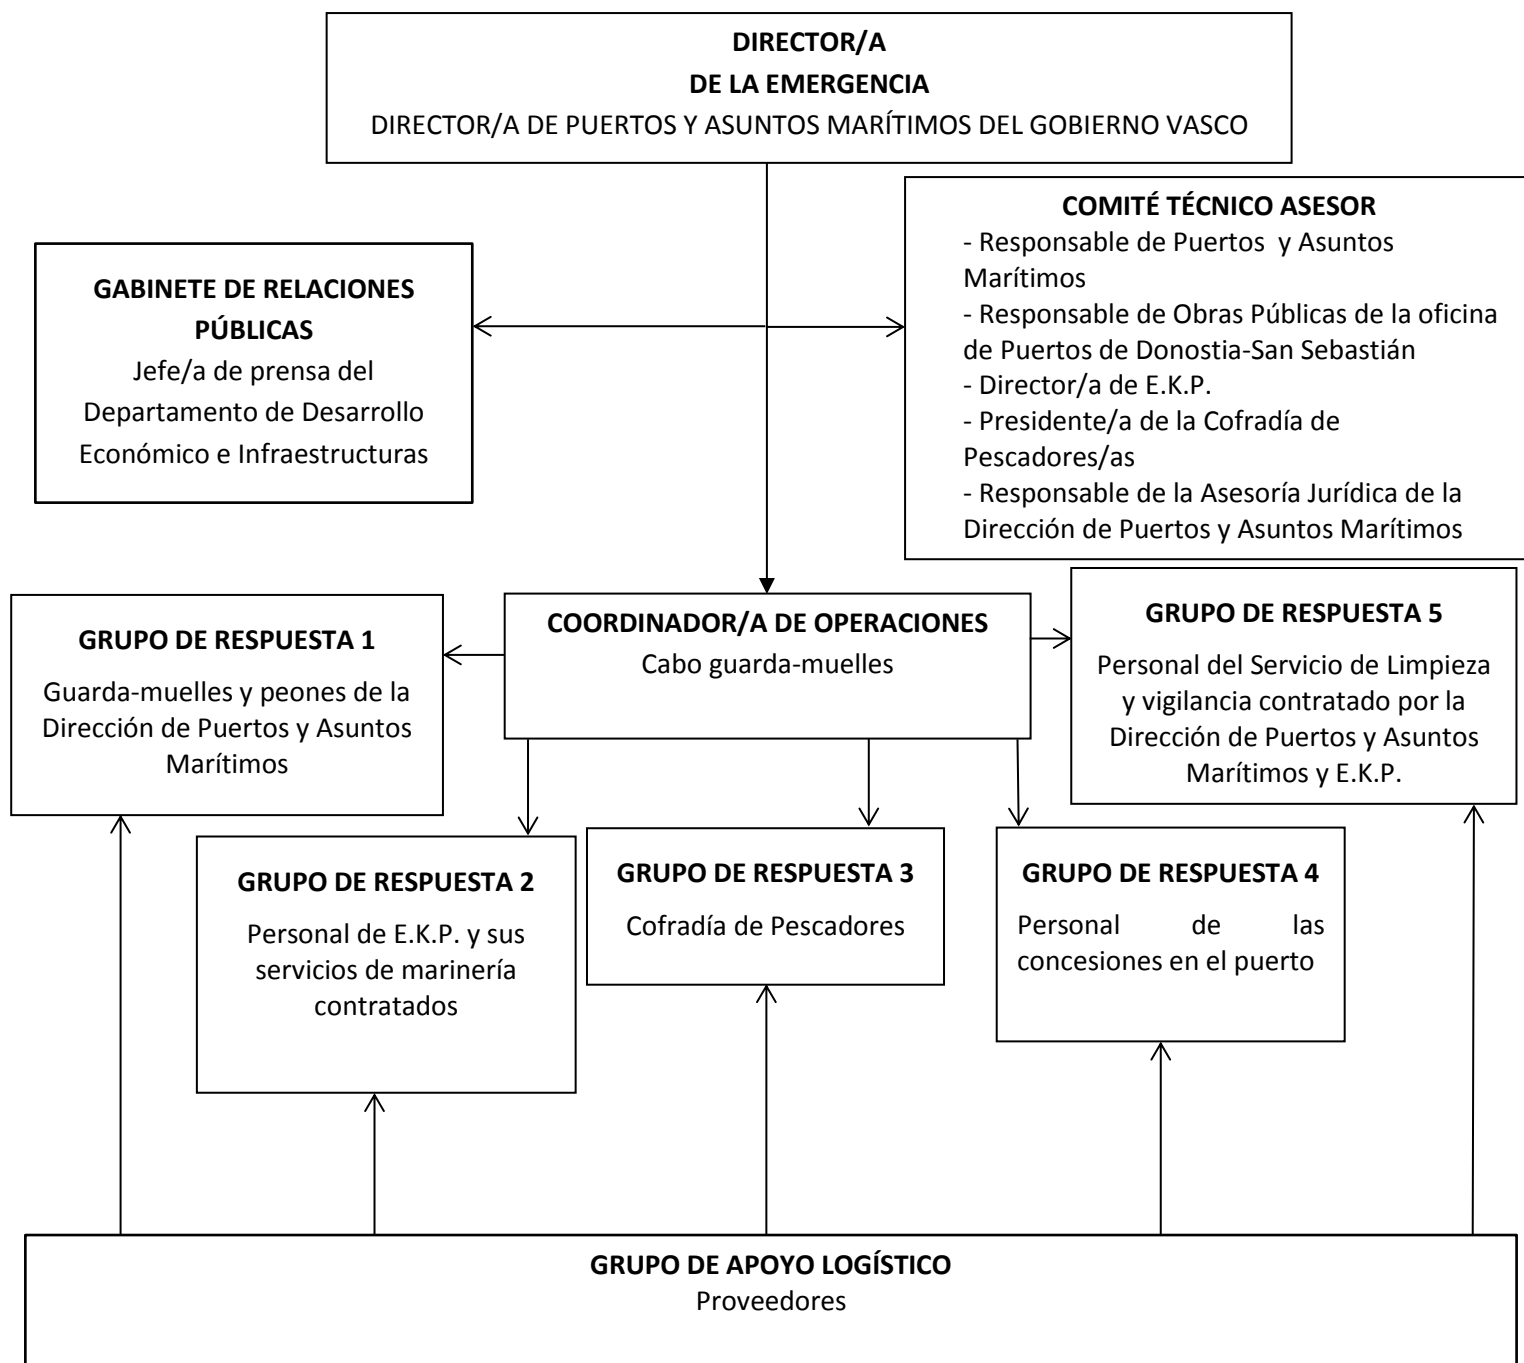 DIRECTOR/A
DE LA EMERGENCIA
DIRECTOR/A DE PUERTOS Y ASUNTOS MARÍTIMOS DEL GOBIERNO VASCO
COMITÉ TÉCNICO ASESOR
- Responsable de Puertos y Asuntos
Marítimos
- Responsable de Obras Públicas de la oficina
de Puertos de Donostia-San Sebastián
- Director/a de E.K.P.
- Presidente/a de la Cofradía de
Pescadores/as
- Responsable de la Asesoría Jurídica de la
Dirección de Puertos y Asuntos Marítimos
GABINETE DE RELACIONES
PÚBLICAS
Jefe/a de prensa del
Departamento de Desarrollo
Económico e Infraestructuras
GRUPO DE RESPUESTA 1
Guarda-muelles y peones de la
Dirección de Puertos y Asuntos
Marítimos
COORDINADOR/A DE OPERACIONES
Cabo guarda-muelles
GRUPO DE RESPUESTA 5
Personal del Servicio de Limpieza
y vigilancia contratado por la
Dirección de Puertos y Asuntos
Marítimos y E.K.P.
GRUPO DE RESPUESTA 2
Personal de E.K.P. y sus
servicios de marinería
contratados
GRUPO DE RESPUESTA 3
Cofradía de Pescadores
GRUPO DE RESPUESTA 4
Personal de las
concesiones en el puerto
GRUPO DE APOYO LOGÍSTICO
Proveedores